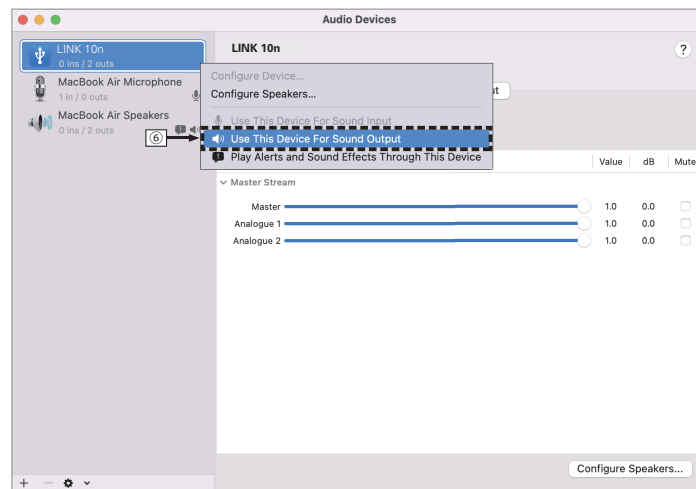 Audio Devices
LINK 10n
0 ins / 2 outs
MacBook Air Microphone
1 in / 0 outs
MacBook Air Speakers
0 ins / 2 outs
⑥
LINK 10n
?
Configure Device...
Configure Speakers...
Use This Device For Sound Input
Use This Device For Sound Output
Play Alerts and Sound Effects Through This Device
Value dB Mute
Master Stream
Master 1.0 0.0
Analogue 1 1.0 0.0
Analogue 2 1.0 0.0
Configure Speakers...